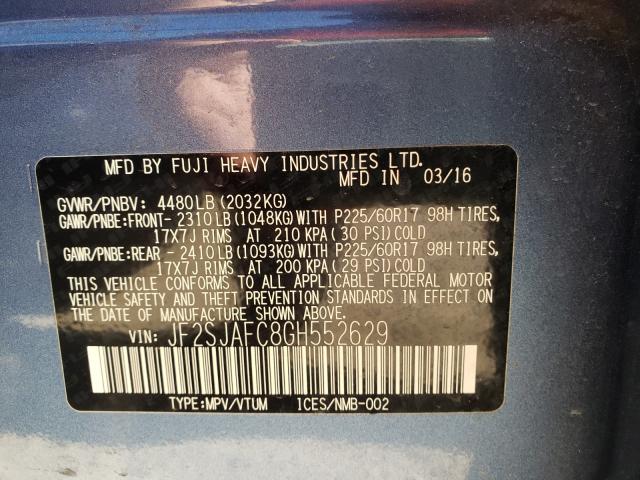 MFD BY FUJI HEAVY INDUSTRIES LTD.
MFD IN 03/16
GVWR/PNBV: 4480LB(2032KG)
GAWR/PNBE:FRONT- 2310LB(1048KG)WITH P225/60R17 98H TIRES,
17X7J RIMS AT 210 KPA(30 PSI)COLD
GAWR/PNBE:REAR - 2410LB(1093KG)WITH P225/60R17 98H TIRES,
17X7J RIMS AT 200 KPA(29 PSI)COLD
THIS VEHICLE CONFORMS TO ALL APPLICABLE FEDERAL MOTOR
VEHICLE SAFETY AND THEFT PREVENTION STANDARDS IN EFFECT
ON THE DATE OF MANUFACTURE SHOWN ABOVE.
VIN: JF2SJAFC8GH552629
TYPE:MPV/VTUM 1CES/NMB-002